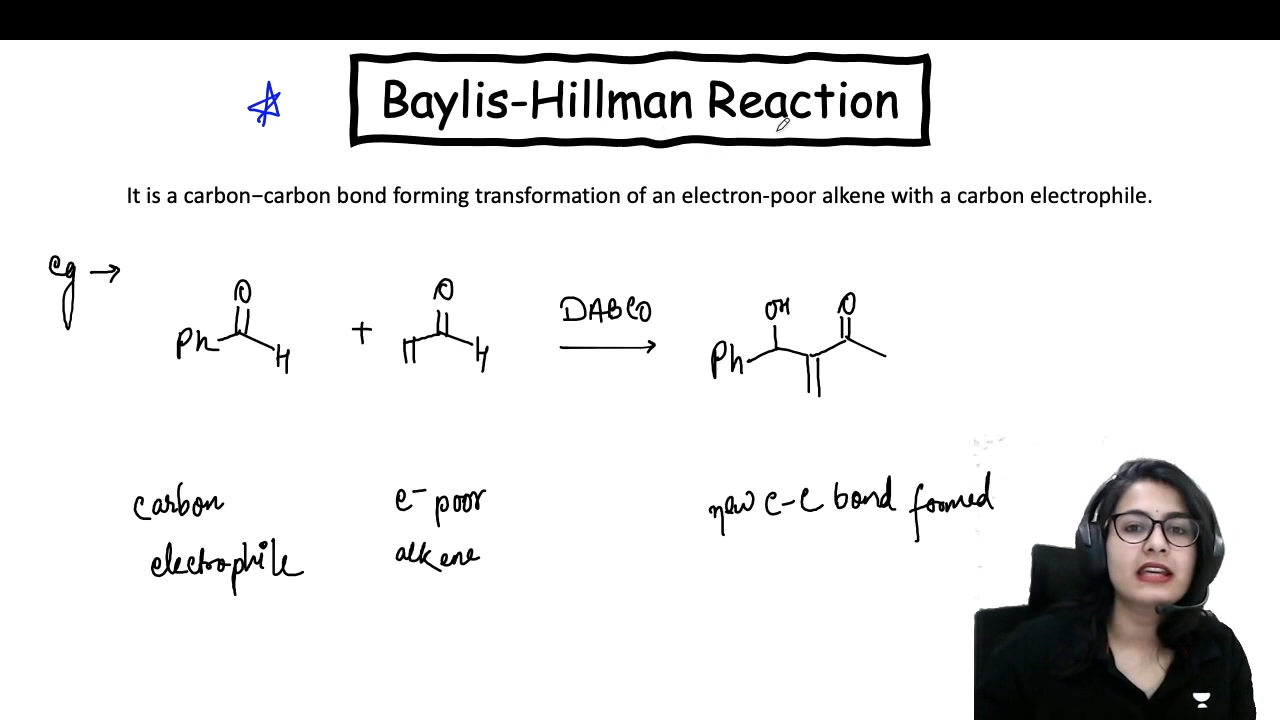 Baylis-Hillman Reaction
It is a carbon−carbon bond forming transformation of an electron-poor alkene with a carbon electrophile.
eg →
O O DABCO OH O
Ph H + H H Ph
carbon e- poor new C-C bond formed
electrophile alkene